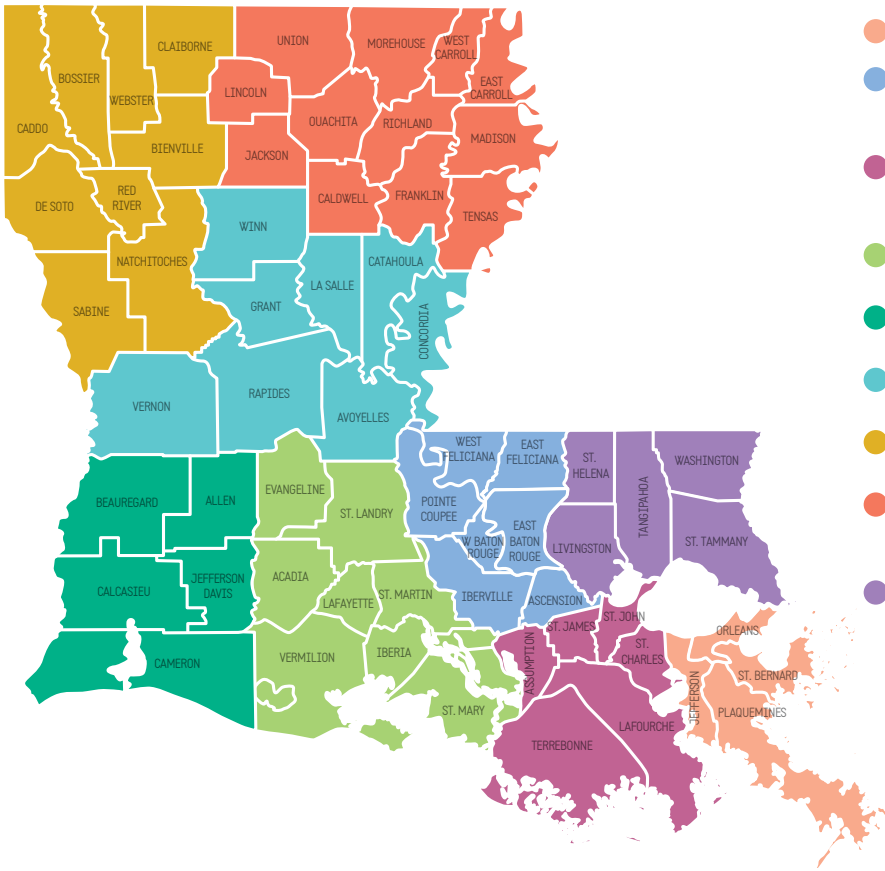 UNION
MOREHOUSE
WEST
CARROLL
CLAIBORNE
BOSSIER
WEBSTER
LINCOLN
EAST
CARROLL
CADDO
OUACHITA
RICHLAND
MADISON
BIENVILLE
JACKSON
RED
RIVER
CALDWELL
FRANKLIN
DE SOTO
TENSAS
WINN
NATCHITOCHES
CATAHOULA
LA SALLE
GRANT
SABINE
CONCORDIA
RAPIDES
VERNON
AVOYELLES
WEST
FELICIANA
EAST
FELICIANA
ST.
HELENA
WASHINGTON
EVANGELINE
BEAUREGARD
ALLEN
POINTE
COUPEE
ST. LANDRY
TANGIPAHOA
EAST
BATON
ROUGE
W BATON
ROUGE
LIVINGSTON
ST. TAMMANY
ACADIA
JEFFERSON
DAVIS
CALCASIEU
LAFAYETTE
ST. MARTIN
IBERVILLE
ASCENSION
ST. JOHN
ST. JAMES
ORLEANS
ST.
CHARLES
CAMERON
VERMILION
IBERIA
ASSUMPTION
ST. BERNARD
JEFFERSON
PLAQUEMINES
ST. MARY
LAFOURCHE
TERREBONNE